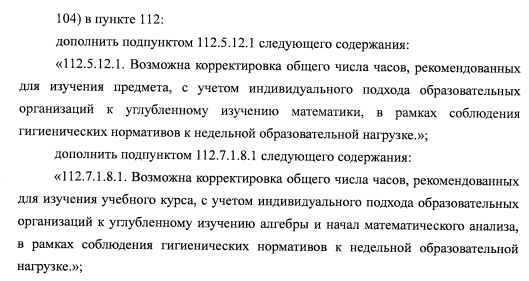 104) в пункте 112:
дополнить подпунктом 112.5.12.1 следующего содержания:
«112.5.12.1. Возможна корректировка общего числа часов, рекомендованных
для изучения предмета, с учетом индивидуального подхода образовательных
организаций к углубленному изучению математики, в рамках соблюдения
гигиенических нормативов к недельной образовательной нагрузке.»;
дополнить подпунктом 112.7.1.8.1 следующего содержания:
«112.7.1.8.1. Возможна корректировка общего числа часов, рекомендованных
для изучения учебного курса, с учетом индивидуального подхода образовательных
организаций к углубленному изучению алгебры и начал математического анализа,
в рамках соблюдения гигиенических нормативов к недельной образовательной
нагрузке.»;